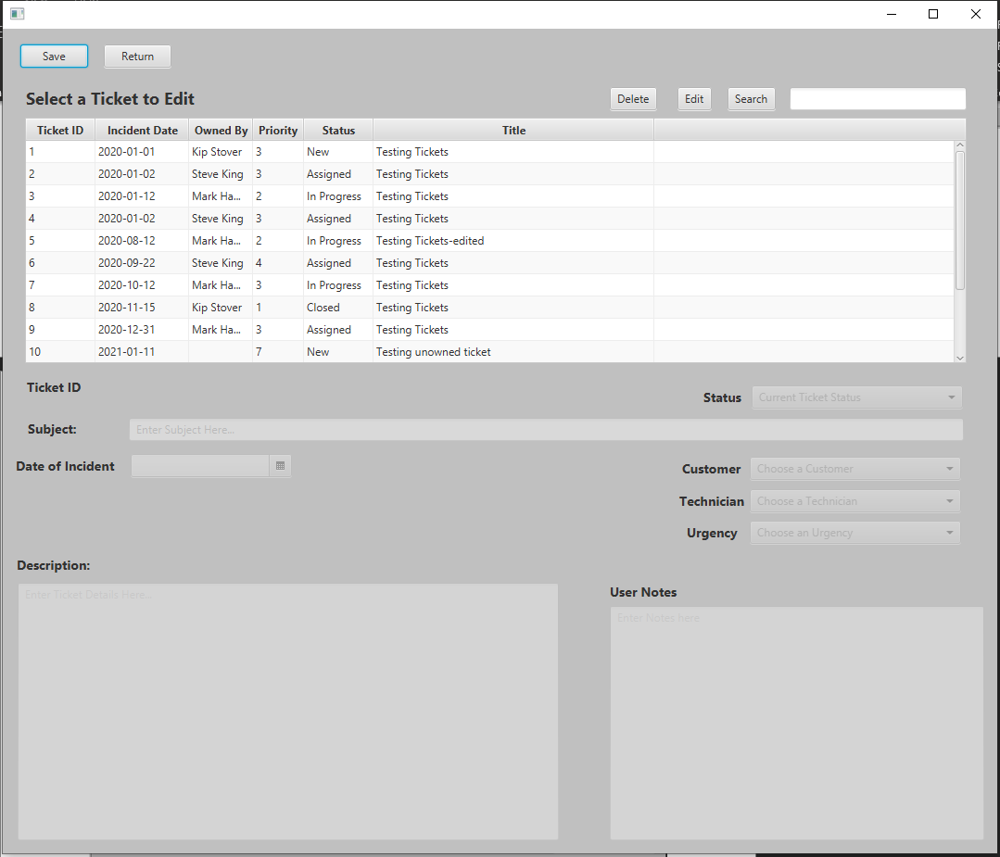 Save Return
Select a Ticket to Edit Delete Edit Search
Ticket ID Incident Date Owned By Priority Status Title
1 2020-01-01 Kip Stover 3 New Testing Tickets
2 2020-01-02 Steve King 3 Assigned Testing Tickets
3 2020-01-12 Mark Ha... 2 In Progress Testing Tickets
4 2020-01-02 Steve King 3 Assigned Testing Tickets
5 2020-08-12 Mark Ha... 2 In Progress Testing Tickets-edited
6 2020-09-22 Steve King 4 Assigned Testing Tickets
7 2020-10-12 Mark Ha... 3 In Progress Testing Tickets
8 2020-11-15 Kip Stover 1 Closed Testing Tickets
9 2020-12-31 Mark Ha... 3 Assigned Testing Tickets
10 2021-01-11 7 New Testing unowned ticket
Ticket ID
Status Current Ticket Status
Subject: Enter Subject Here...
Date of Incident
Customer Choose a Customer
Technician Choose a Technician
Urgency Choose an Urgency
Description:
Enter Ticket Details Here...
User Notes
Enter Notes here